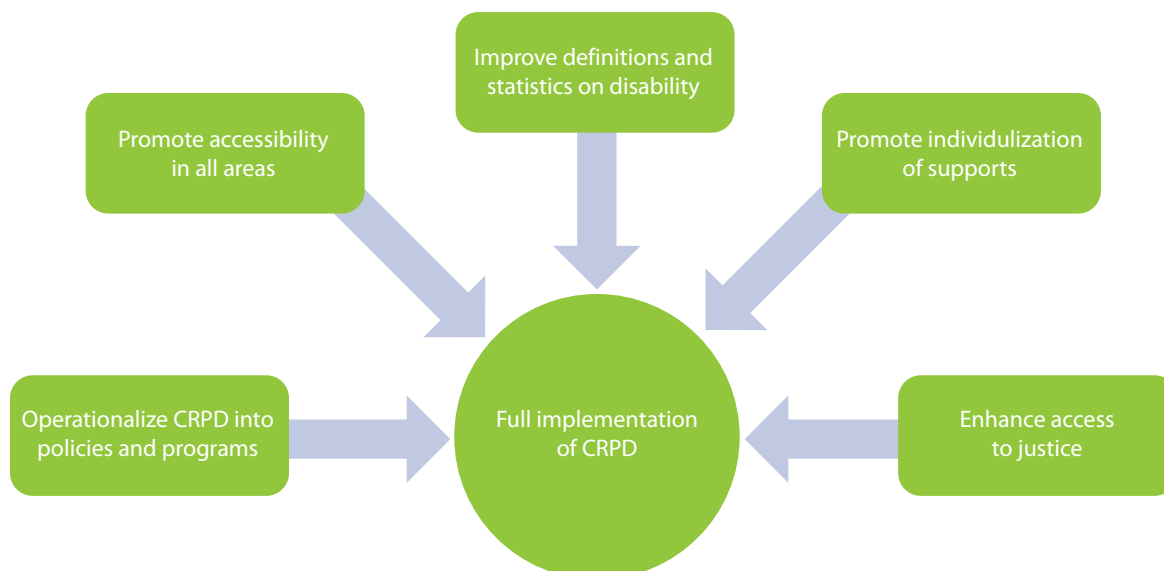 Improve definitions and
statistics on disability
Promote accessibility
in all areas
Promote individulization
of supports
Operationalize CRPD into
policies and programs
Full implementation
of CRPD
Enhance access
to justice